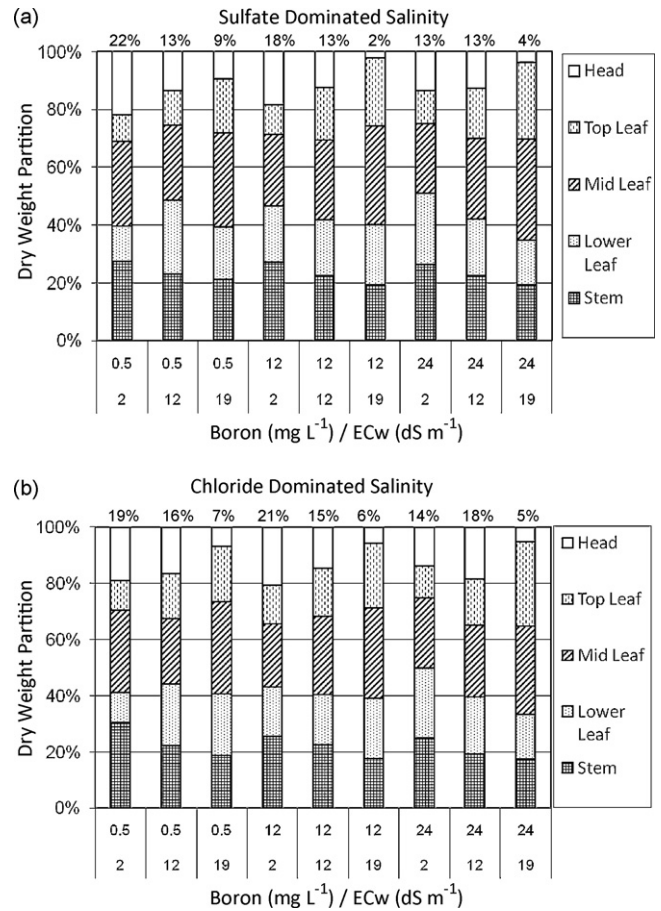 (a)
Sulfate Dominated Salinity
22% 13% 9% 18% 13% 2% 13% 13% 4%
100%
80%
60%
40%
20%
0%
Dry Weight Partition
Head
Top Leaf
Mid Leaf
Lower
Leaf
Stem
0.5 0.5 0.5 12 12 12 24 24 24
2 12 19 2 12 19 2 12 19
Boron (mg L⁻¹) / ECw (dS m⁻¹)
(b)
Chloride Dominated Salinity
19% 16% 7% 21% 15% 6% 14% 18% 5%
100%
80%
60%
40%
20%
0%
Dry Weight Partition
Head
Top Leaf
Mid Leaf
Lower
Leaf
Stem
0.5 0.5 0.5 12 12 12 24 24 24
2 12 19 2 12 19 2 12 19
Boron (mg L⁻¹) / ECw (dS m⁻¹)